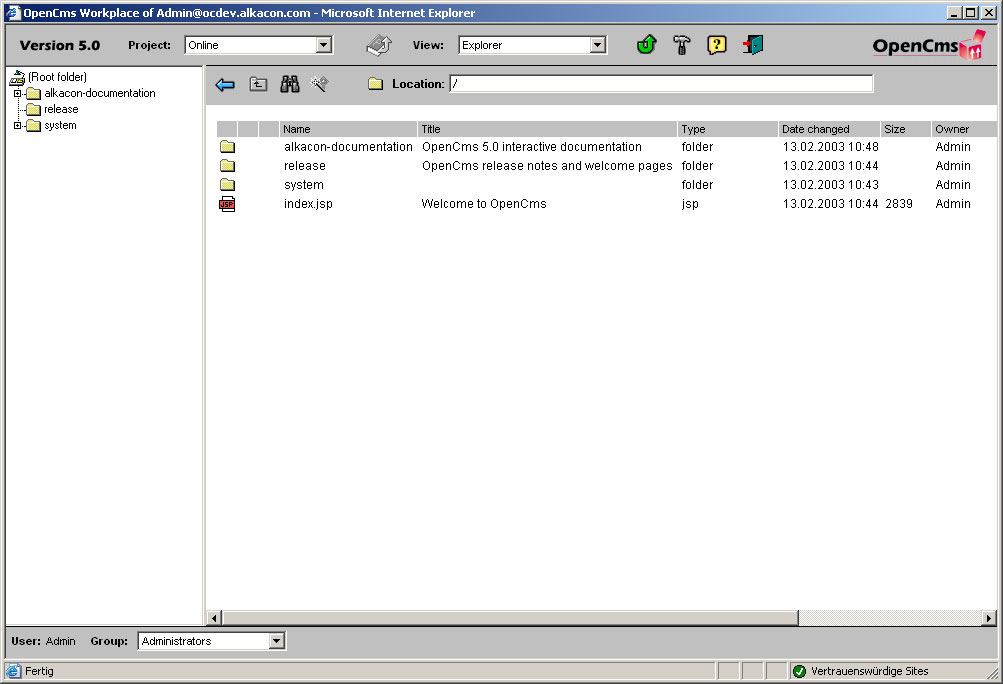 OpenCms Workplace of Admin@ocdev.alkacon.com - Microsoft Internet Explorer
Version 5.0 Project: Online View: Explorer ? OpenCms
(Root folder)
alkacon-documentation
release
system
Location: /
Name Title Type Date changed Size Owner
alkacon-documentation OpenCms 5.0 interactive documentation folder 13.02.2003 10:48 Admin
release OpenCms release notes and welcome pages folder 13.02.2003 10:44 Admin
system folder 13.02.2003 10:43 Admin
JSP index.jsp Welcome to OpenCms jsp 13.02.2003 10:44 2839 Admin
User: Admin Group: Administrators
Fertig Vertrauenswürdige Sites